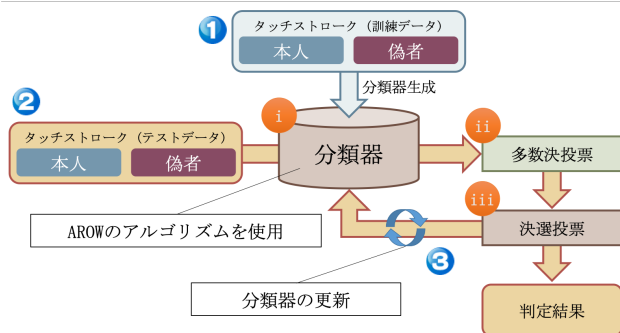 1
タッチストローク（訓練データ）
本人 偽者
分類器生成
2
タッチストローク（テストデータ）
本人 偽者
i
分類器
ii
多数決投票
iii
決選投票
AROWのアルゴリズムを使用
3
分類器の更新
判定結果